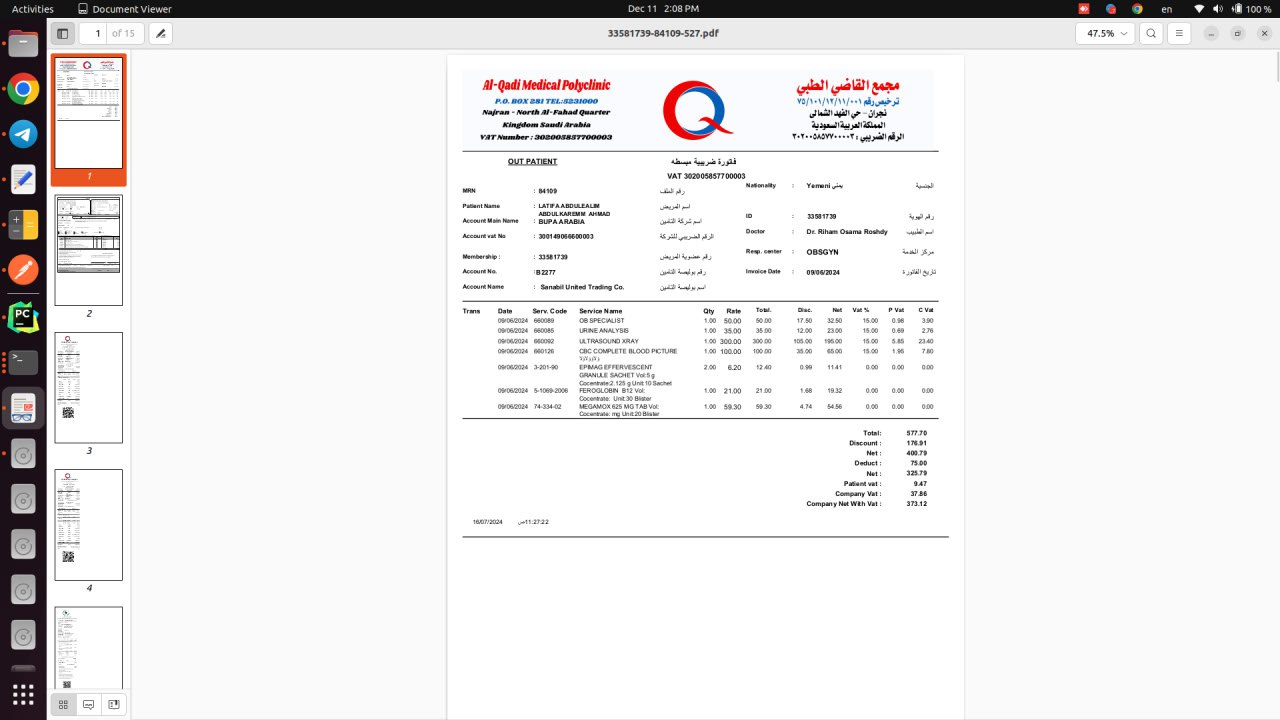 Activities
Document Viewer
Dec 11 2:08 PM
en
100 %
1 of 15
33581739-84109-527.pdf
47.5%
1
2
3
4
Al-Qadi Medical Polyclinic
P.O. BOX 281 TEL:5231000
Najran - North Al-Fahad Quarter
Kingdom Saudi Arabia
VAT Number : 302005857700003
مجمع القاضي الطبي
ترخيص رقم ٧٥/١٠١/١٢/١١/٠٠١
نجران - حي الفهد الشمالي
المملكة العربية السعودية
الرقم الضريبي : ٣٠٢٠٠٥٨٥٧٧٠٠٠٠٣
OUT PATIENT
فاتورة ضريبية مبسطه
VAT 302005857700003
MRN : 84109 رقم الملف
Nationality : Yemeni يمني الجنسية
Patient Name : LATIFA ABDULEALIM ABDULKAREMM AHMAD اسم المريض
ID : 33581739 رقم الهوية
Account Main Name : BUPA ARABIA اسم شركة التامين
Doctor : Dr. Riham Osama Roshdy اسم الطبيب
Account vat No : 300149066600003 الرقم الضريبي للشركة
Resp. center : OBSGYN مركز الخدمة
Membership : : 33581739 رقم عضوية المريض
Account No. : B2277 رقم بوليصة التامين
Invoice Date : 09/06/2024 تاريخ الفاتورة
Account Name : Sanabil United Trading Co. اسم بوليصة التامين
Trans Date Serv. Code Service Name Qty Rate Total. Disc. Net Vat % P Vat C Vat
09/06/2024 660089 OB SPECIALIST 1.00 50.00 50.00 17.50 32.50 15.00 0.98 3.90
09/06/2024 660085 URINE ANALYSIS 1.00 35.00 35.00 12.00 23.00 15.00 0.69 2.76
09/06/2024 660092 ULTRASOUND XRAY 1.00 300.00 300.00 105.00 195.00 15.00 5.85 23.40
09/06/2024 660126 CBC COMPLETE BLOOD PICTURE 1.00 100.00 100.00 35.00 65.00 15.00 1.95 7.80
09/06/2024 3-201-90 EPIMAG EFFERVESCENT 2.00 6.20 12.40 0.99 11.41 0.00 0.00 0.00
GRANULE SACHET Vol:5 g
Cocentrate:2.125 g Unit:10 Sachet
09/06/2024 5-1069-2006 FEROGLOBIN B12 Vol: 1.00 21.00 21.00 1.68 19.32 0.00 0.00 0.00
Cocentrate: Unit:30 Blister
09/06/2024 74-334-02 MEGAMOX 625 MG TAB Vol: 1.00 59.30 59.30 4.74 54.56 0.00 0.00 0.00
Cocentrate: mg Unit:20 Blister
Total: 577.70
Discount : 176.91
Net : 400.79
Deduct : 75.00
Net : 325.79
Patient vat : 9.47
Company Vat : 37.86
Company Net With Vat : 373.12
16/07/2024 11:27:22ص